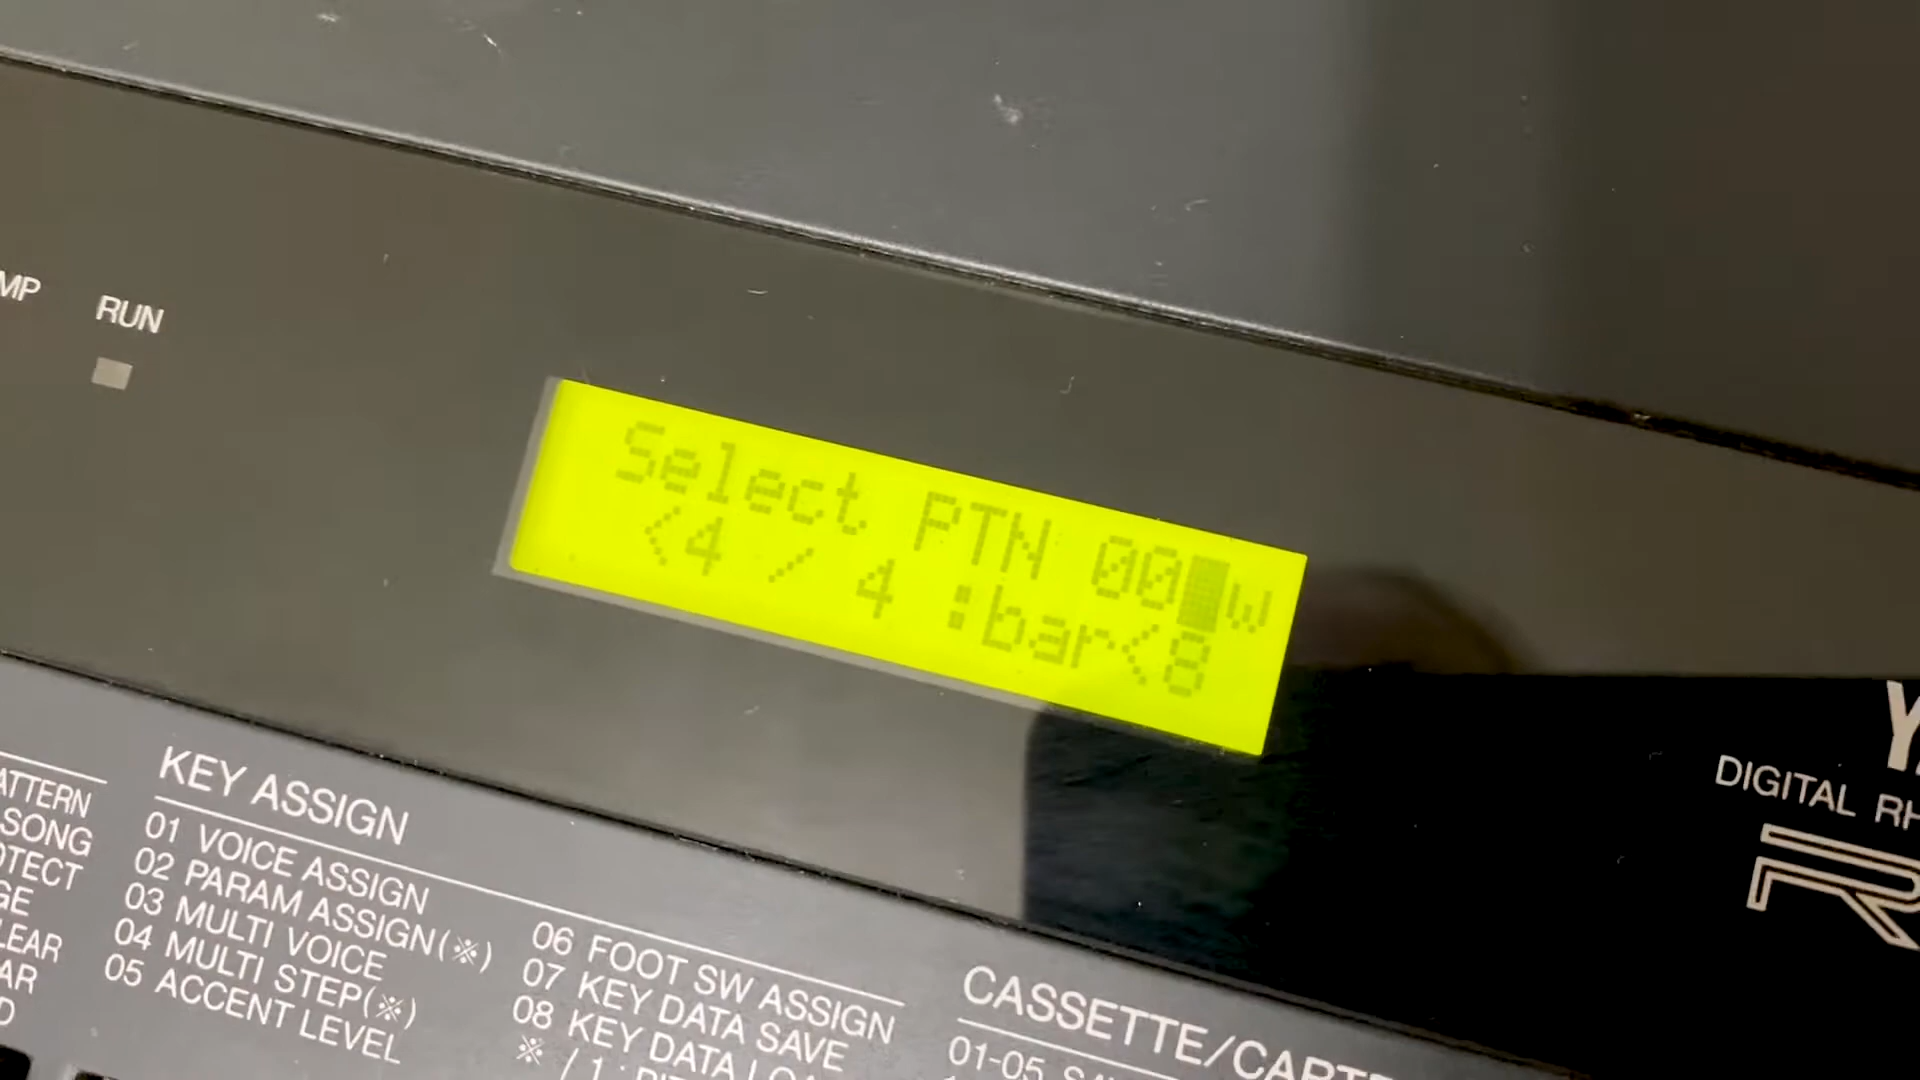 MP
RUN
Select PTN 00 w
<4 / 4 :bar<8
DIGITAL RH
R
ATTERN
SONG
OTECT
GE
LEAR
AR
D
KEY ASSIGN
01 VOICE ASSIGN
02 PARAM ASSIGN(※)
03 MULTI VOICE
04 MULTI STEP(※)
05 ACCENT LEVEL
06 FOOT SW ASSIGN
07 KEY DATA SAVE
08 KEY DATA LOA
CASSETTE/CART
01-05